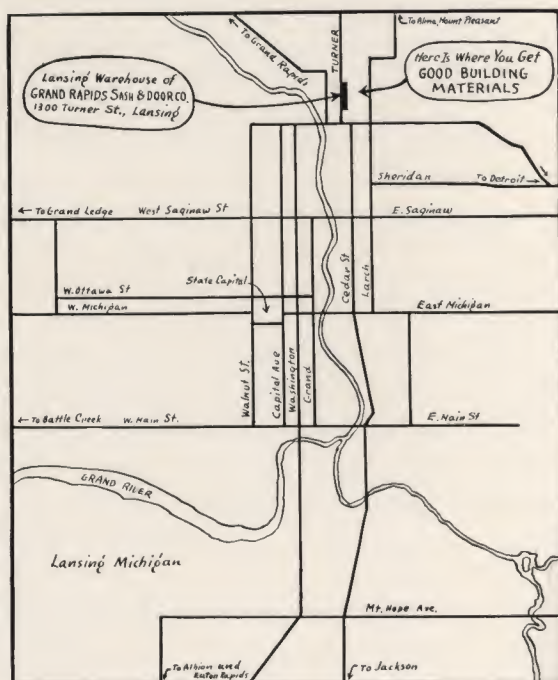 To Alma, Mount Pleasant
To Grand Rapids
TURNER
Lansing Warehouse of
GRAND RAPIDS SASH & DOOR CO.
1300 Turner St., Lansing
Here Is Where You Get
GOOD BUILDING
MATERIALS
Sheridan
To Detroit
To Grand Ledge
West Saginaw St
E. Saginaw
State Capital
Cedar St
Larch
W. Ottawa St
W. Michigan
East Michigan
Walnut St.
Capital Ave
Washington
Grand
To Battle Creek
W. Main St.
E. Main St
GRAND RIVER
Lansing Michigan
Mt. Hope Ave.
To Albion and
Eaton Rapids
To Jackson